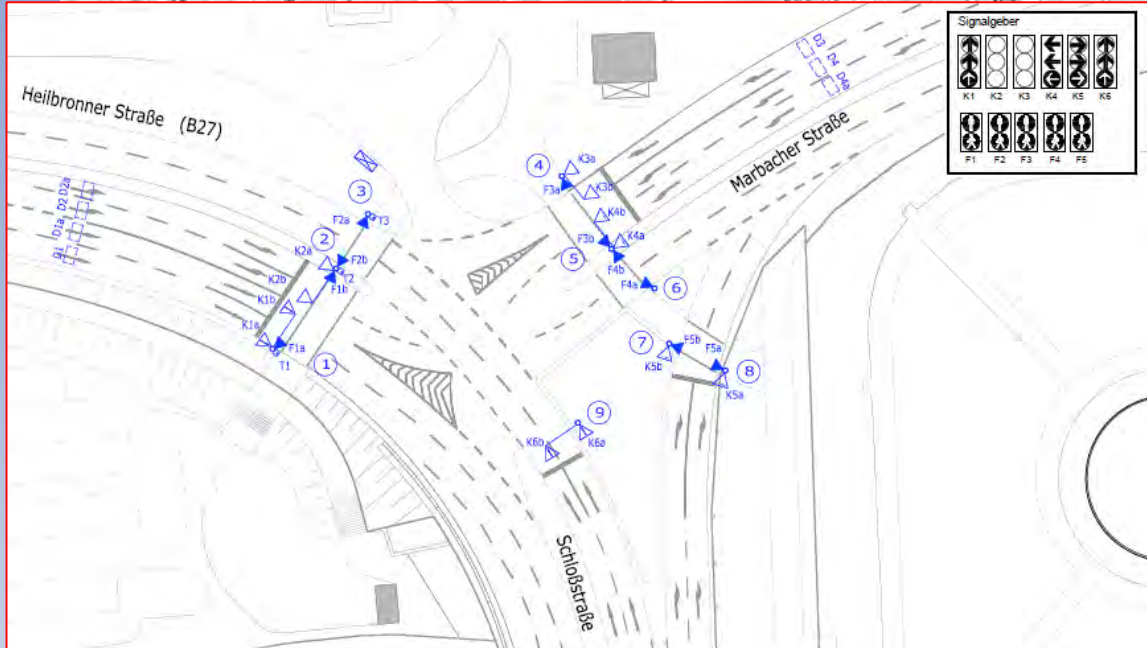 Signalgeber
K1 K2 K3 K4 K5 K6
F1 F2 F3 F4 F5
Heilbronner Straße (B27)
Marbacher Straße
Schloßstraße
D3
D4
D4a
D2a
D2
D1a
D1
3
F2a
T3
2
K2a
F2b
T2
K2b
F1b
K1b
K1a
F1a
T1
1
4
K3a
F3a
K3b
K4b
F3b
K4a
5
F4b
F4a
6
7
F5b
F5a
K5b
8
K5a
9
K6b
K6a